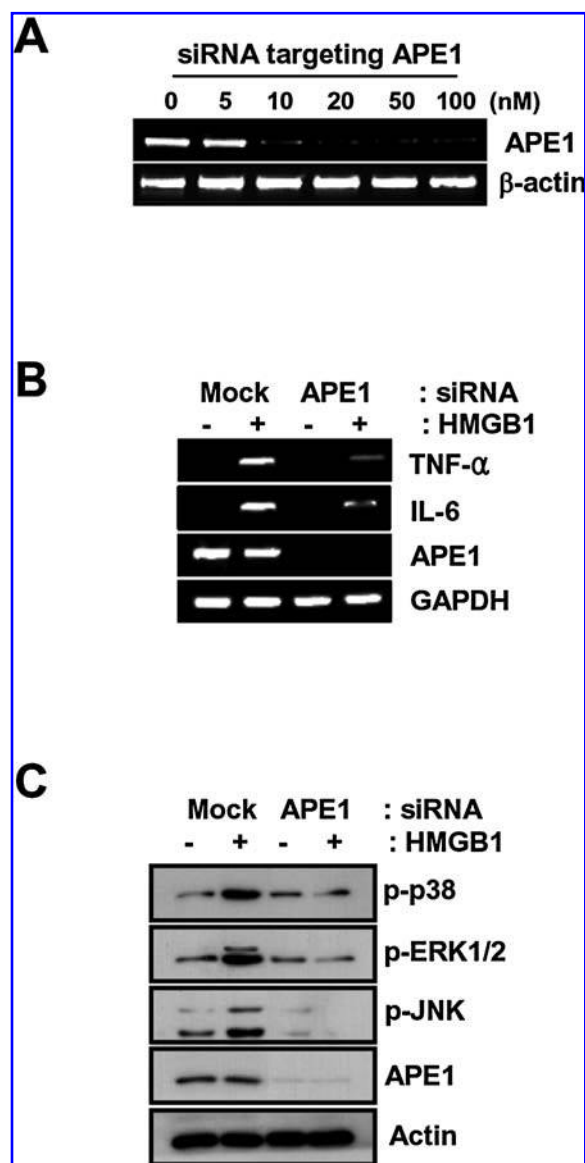 A
siRNA targeting APE1
0 5 10 20 50 100 (nM)
APE1
β-actin
B
Mock APE1 : siRNA
- + - + : HMGB1
TNF-α
IL-6
APE1
GAPDH
C
Mock APE1 : siRNA
- + - + : HMGB1
p-p38
p-ERK1/2
p-JNK
APE1
Actin